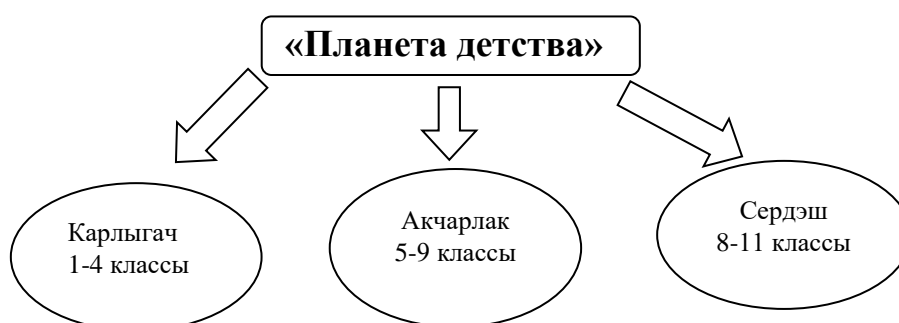 «Планета детства»
Карлыгач
1-4 классы
Акчарлак
5-9 классы
Сердэш
8-11 классы